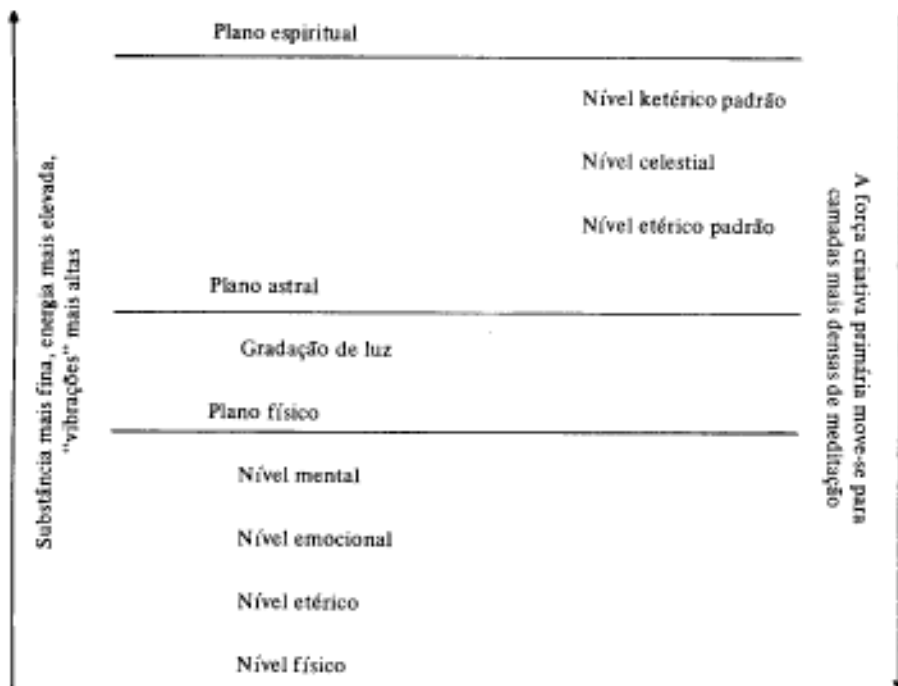 Plano espiritual
Nível ketérico padrão
Nível celestial
Nível etérico padrão
Plano astral
Gradação de luz
Plano físico
Nível mental
Nível emocional
Nível etérico
Nível físico
Substância mais fina, energia mais elevada,
"vibrações" mais altas
A força criativa primária move-se para
camadas mais densas de meditação